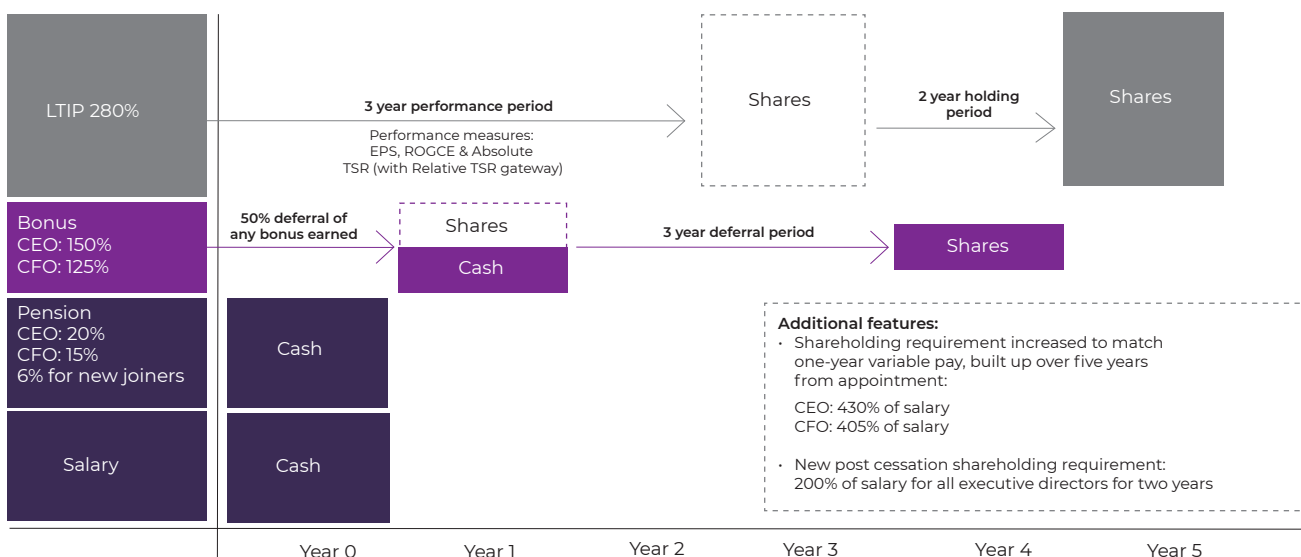 LTIP 280%
3 year performance period
Performance measures:
EPS, ROGCE & Absolute
TSR (with Relative TSR gateway)
Shares
2 year holding
period
Shares
Bonus
CEO: 150%
CFO: 125%
50% deferral of
any bonus earned
Shares
Cash
3 year deferral period
Shares
Pension
CEO: 20%
CFO: 15%
6% for new joiners
Cash
Salary
Cash
Additional features:
• Shareholding requirement increased to match
one-year variable pay, built up over five years
from appointment:
CEO: 430% of salary
CFO: 405% of salary
• New post cessation shareholding requirement:
200% of salary for all executive directors for two years
Year 0
Year 1
Year 2
Year 3
Year 4
Year 5